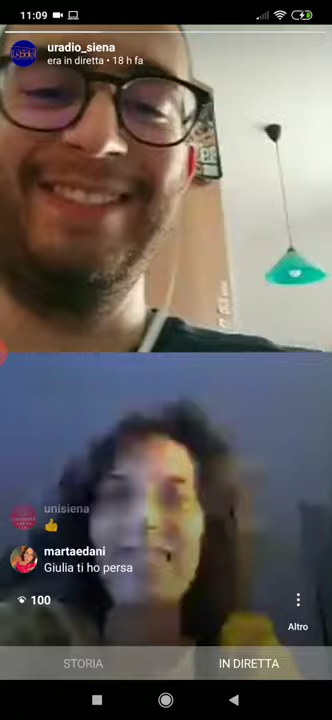 11:09
uradio_siena
era in diretta • 18 h fa
unisiena
👍
martaedani
Giulia ti ho persa
100
Altro
STORIA
IN DIRETTA